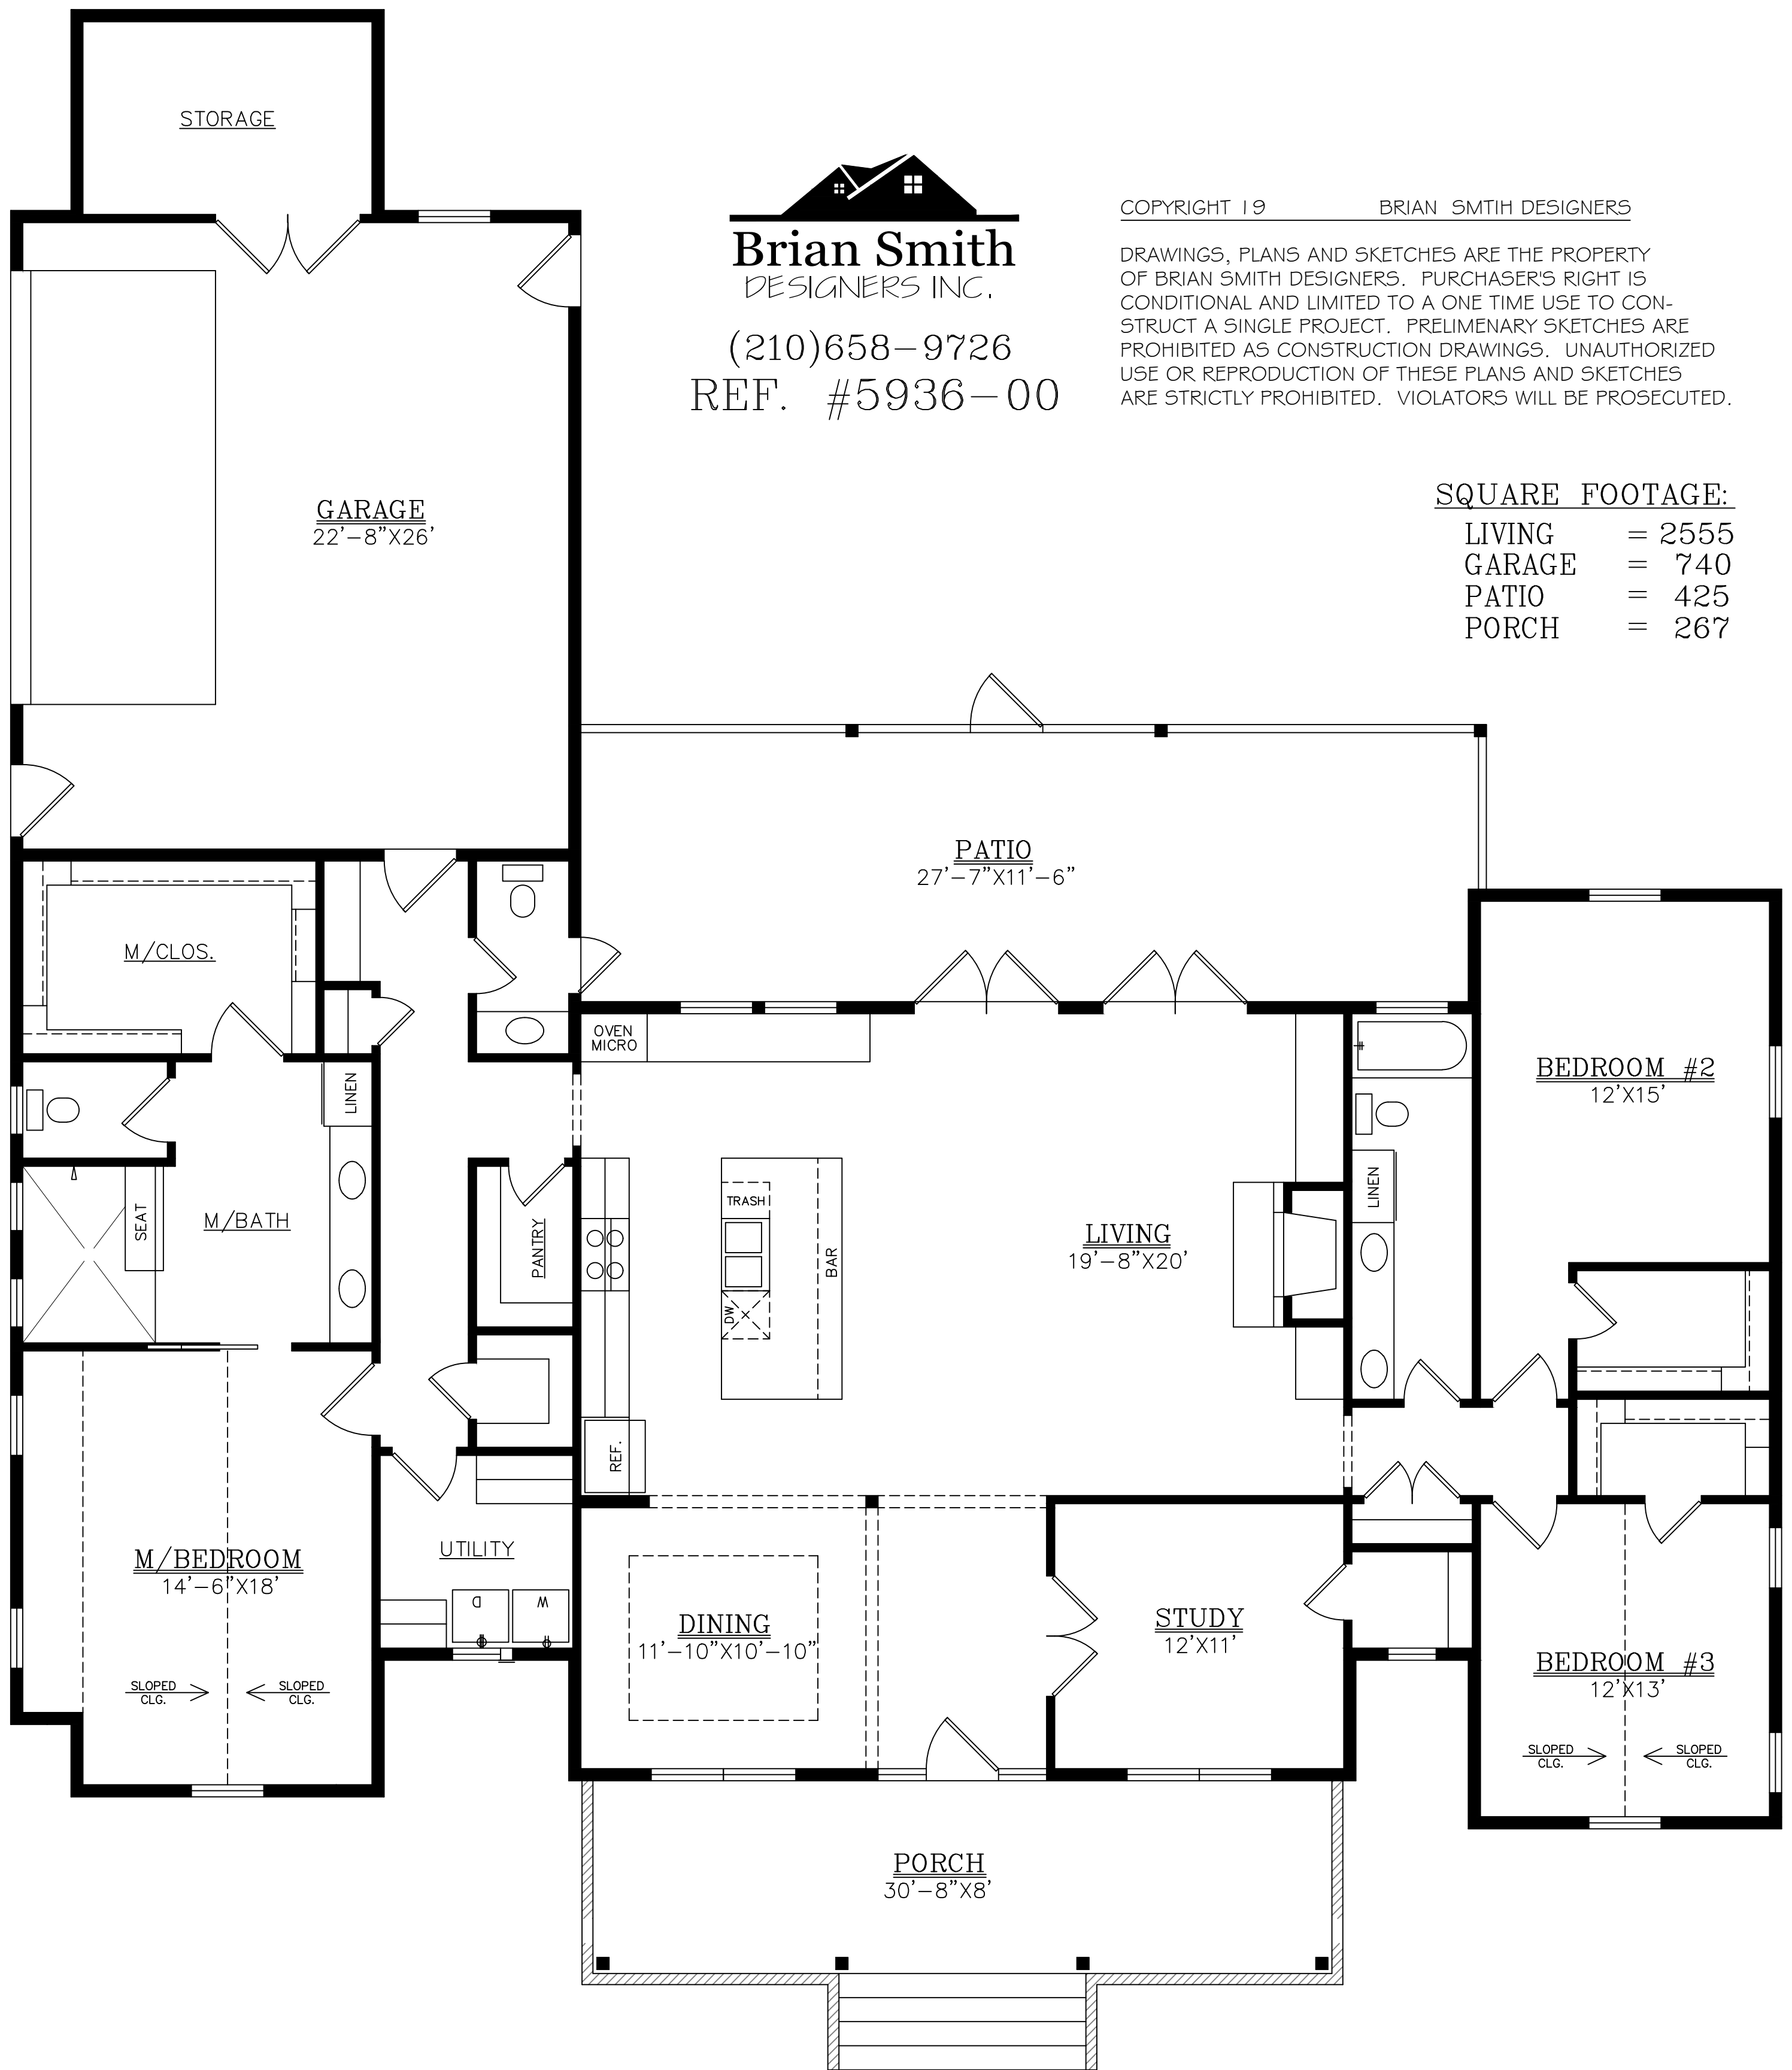 STORAGE
Brian Smith
DESIGNERS INC.
(210)658-9726
REF. #5936-00
COPYRIGHT 19 BRIAN SMTIH DESIGNERS
DRAWINGS, PLANS AND SKETCHES ARE THE PROPERTY
OF BRIAN SMITH DESIGNERS. PURCHASER'S RIGHT IS
CONDITIONAL AND LIMITED TO A ONE TIME USE TO CON-
STRUCT A SINGLE PROJECT. PRELIMENARY SKETCHES ARE
PROHIBITED AS CONSTRUCTION DRAWINGS. UNAUTHORIZED
USE OR REPRODUCTION OF THESE PLANS AND SKETCHES
ARE STRICTLY PROHIBITED. VIOLATORS WILL BE PROSECUTED.
SQUARE FOOTAGE:
LIVING = 2555
GARAGE = 740
PATIO = 425
PORCH = 267
GARAGE
22'-8"X26'
PATIO
27'-7"X11'-6"
M/CLOS.
OVEN
MICRO
LINEN
BEDROOM #2
12'X15'
SEAT
M/BATH
PANTRY
TRASH
DW
BAR
LIVING
19'-8"X20'
LINEN
REF.
M/BEDROOM
14'-6"X18'
UTILITY
D
W
DINING
11'-10"X10'-10"
STUDY
12'X11'
BEDROOM #3
12'X13'
SLOPED
CLG.
SLOPED
CLG.
SLOPED
CLG.
SLOPED
CLG.
PORCH
30'-8"X8'